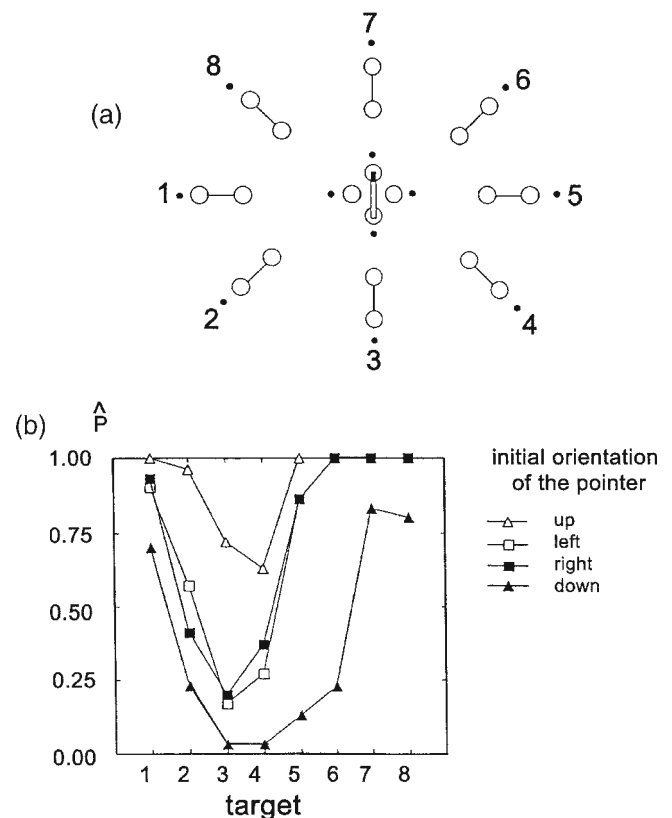 7
8
6
(a)
1
5
2
4
3
(b)
^
P
1.00
0.75
0.50
0.25
0.00
1 2 3 4 5 6 7 8
target
initial orientation
of the pointer
up
left
right
down